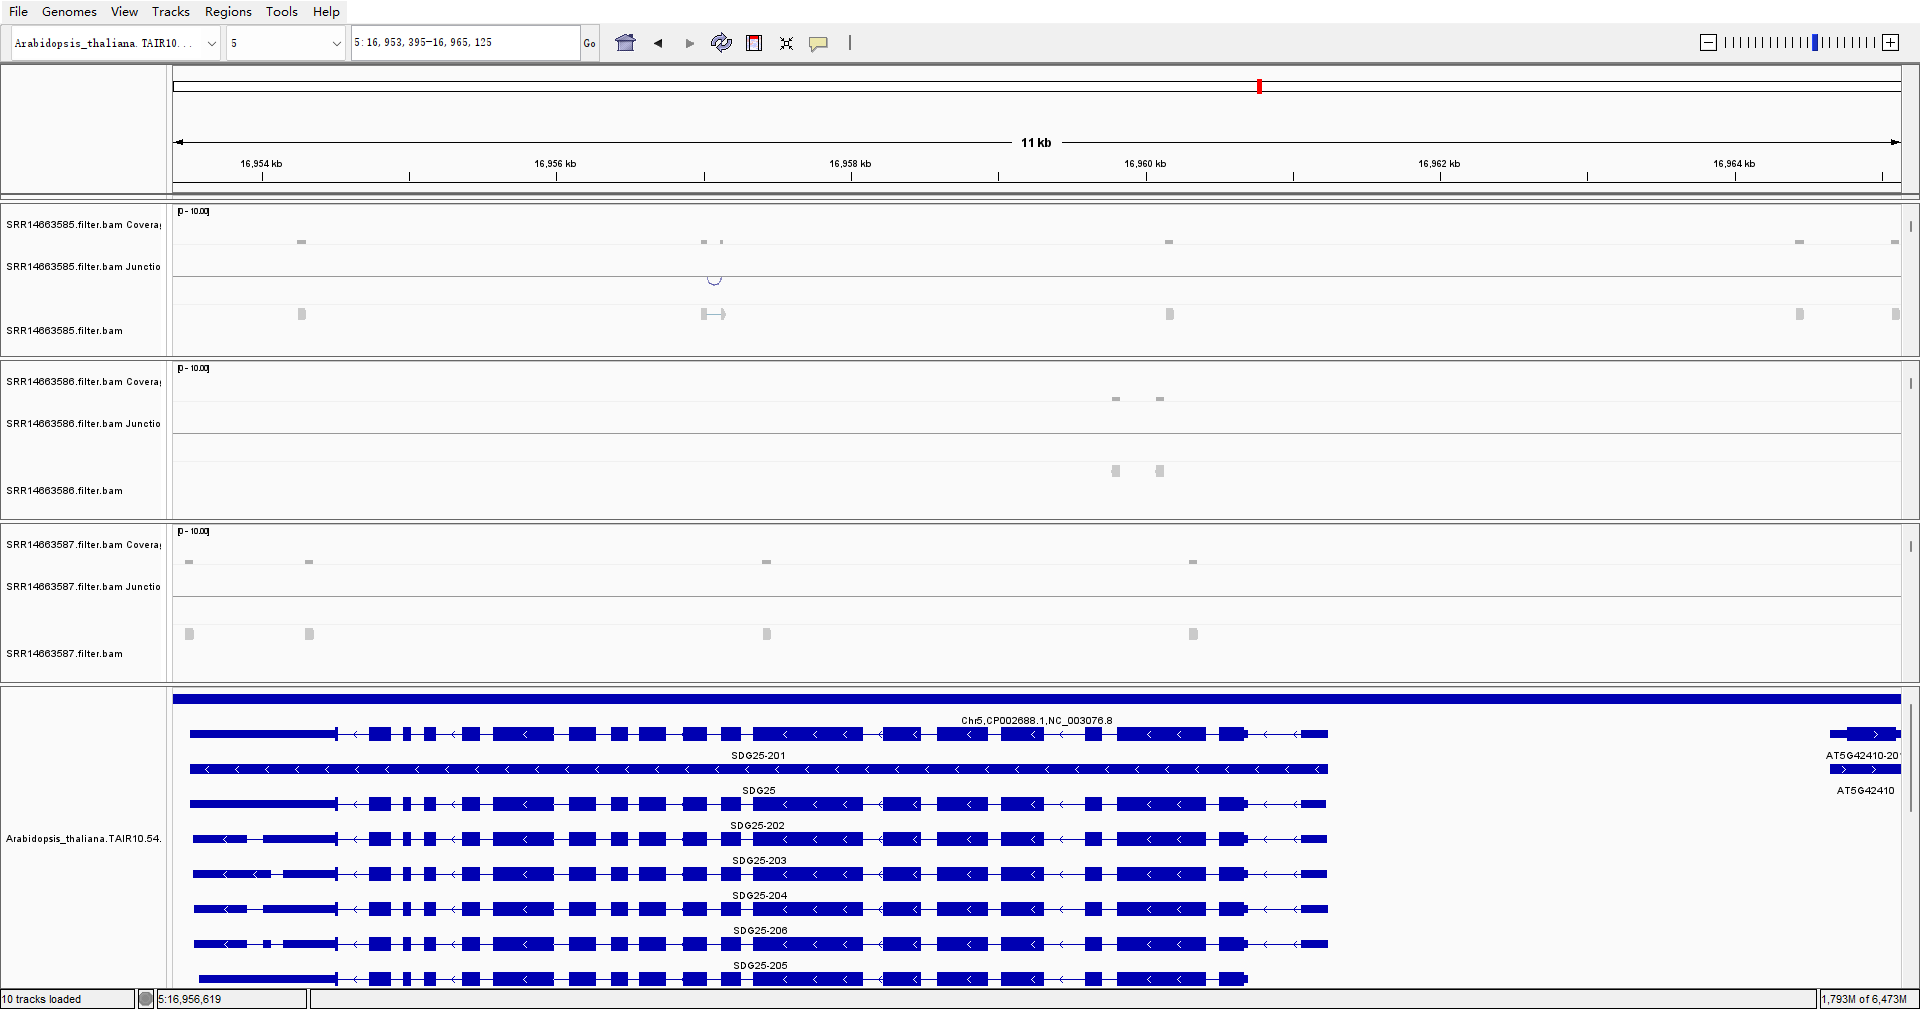 File Genomes View Tracks Regions Tools Help
Arabidopsis_thaliana.TAIR10... 5 5:16,953,395-16,965,125 Go
11 kb
16,954 kb 16,956 kb 16,958 kb 16,960 kb 16,962 kb 16,964 kb
[0 - 10.00]
SRR14663585.filter.bam Coverag
SRR14663585.filter.bam Junctio
SRR14663585.filter.bam
[0 - 10.00]
SRR14663586.filter.bam Coverag
SRR14663586.filter.bam Junctio
SRR14663586.filter.bam
[0 - 10.00]
SRR14663587.filter.bam Coverag
SRR14663587.filter.bam Junctio
SRR14663587.filter.bam
Chr5,CP002688.1,NC_003076.8
SDG25-201 AT5G42410-201
SDG25 AT5G42410
SDG25-202
Arabidopsis_thaliana.TAIR10.54.
SDG25-203
SDG25-204
SDG25-206
SDG25-205
10 tracks loaded 5:16,956,619 1,793M of 6,473M